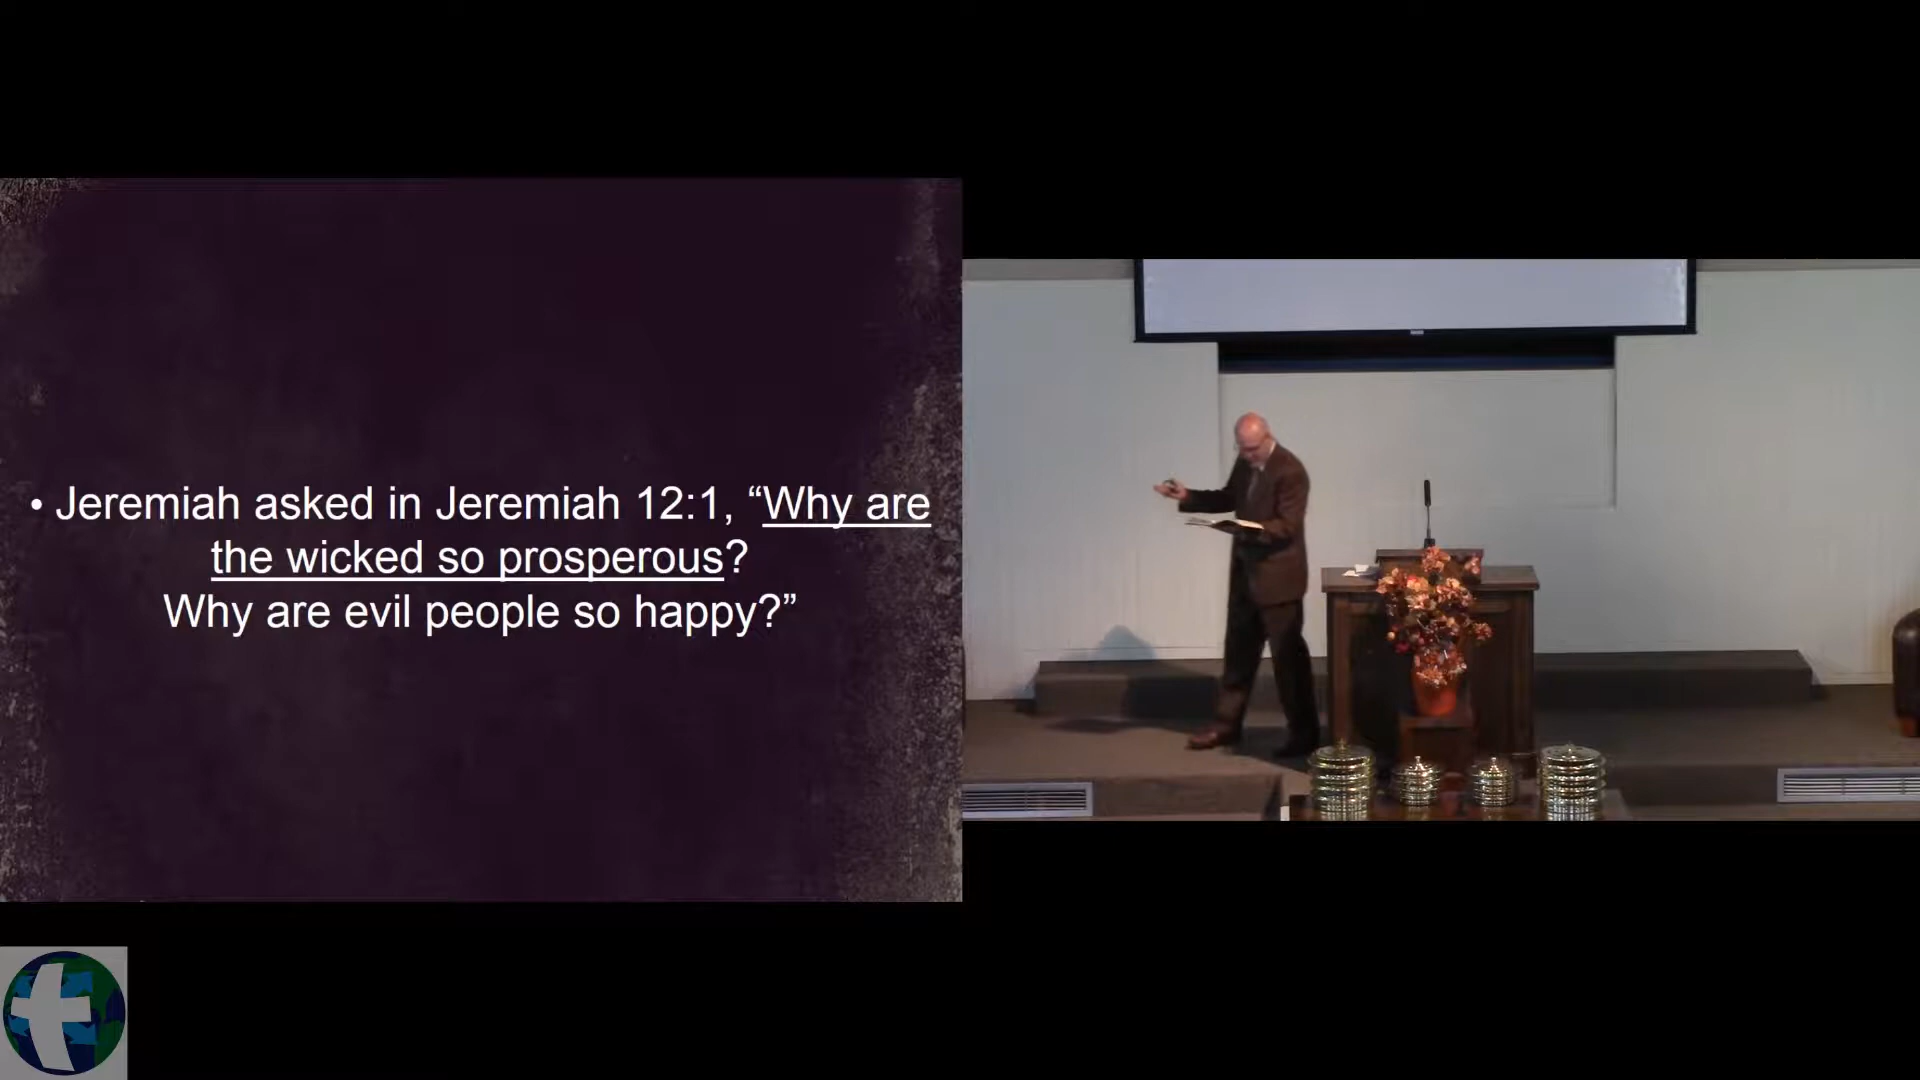 • Jeremiah asked in Jeremiah 12:1, “Why are
the wicked so prosperous?
Why are evil people so happy?”